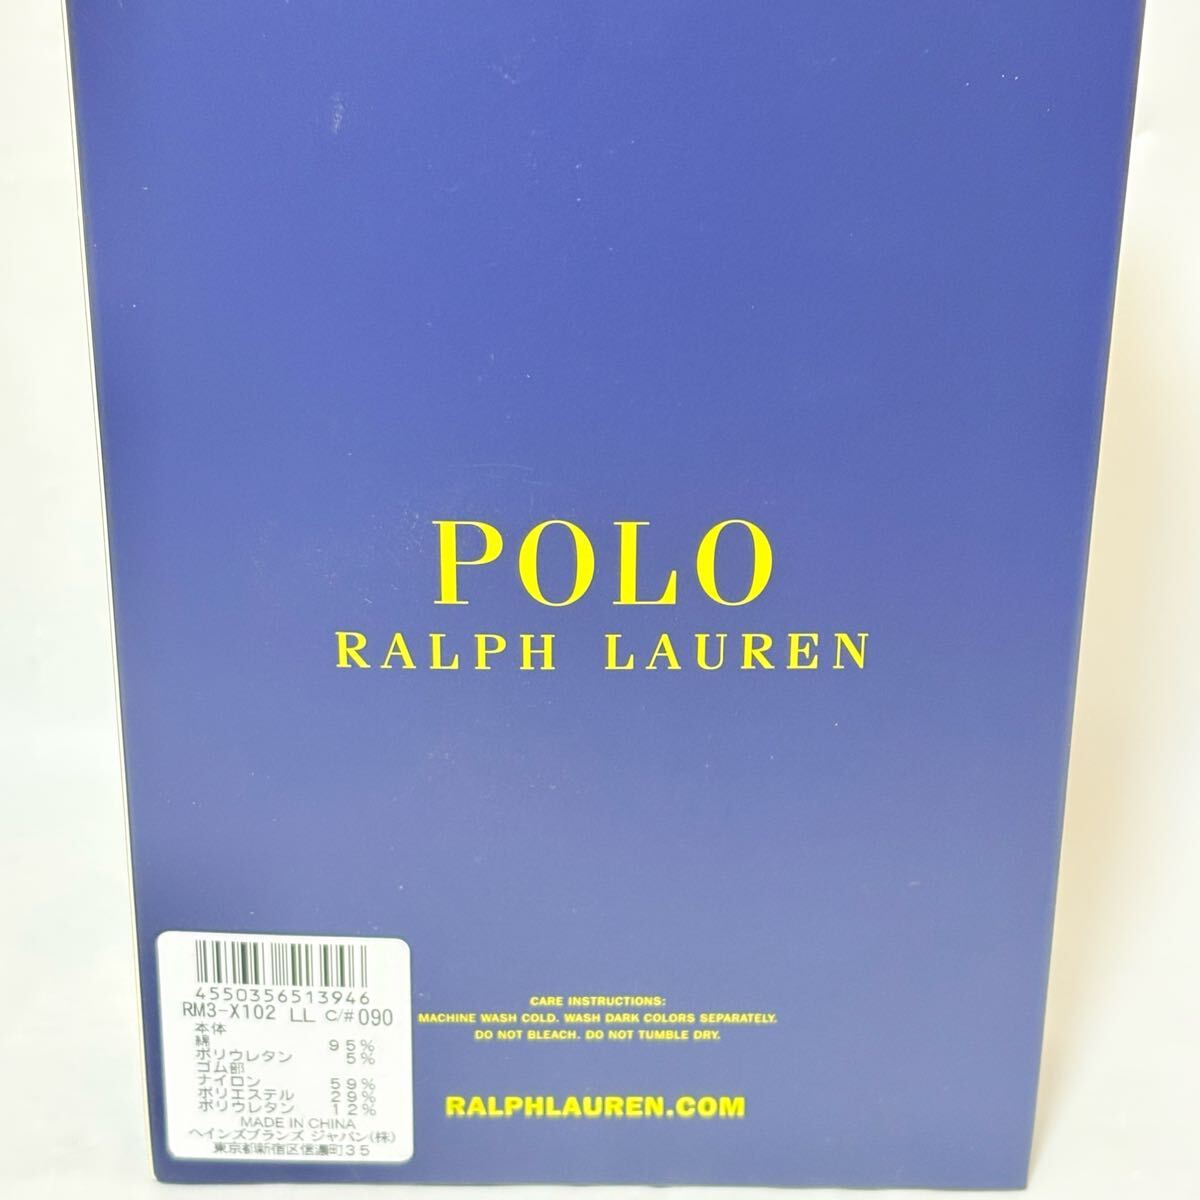 POLO
RALPH LAUREN
4550356513946
RM3-X102 LL C/#090
本体
綿 95%
ポリウレタン 5%
ゴム部
ナイロン 59%
ポリエステル 29%
ポリウレタン 12%
MADE IN CHINA
ヘインズブランズ ジャパン(株)
東京都新宿区信濃町35
CARE INSTRUCTIONS:
MACHINE WASH COLD. WASH DARK COLORS SEPARATELY.
DO NOT BLEACH. DO NOT TUMBLE DRY.
RALPHLAUREN.COM